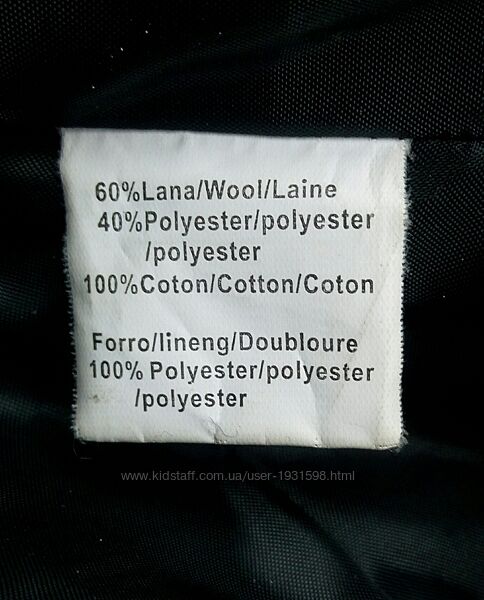 60%Lana/Wool/Laine
40%Polyester/polyester
/polyester
100%Coton/Cotton/Coton
Forro/lineng/Doubloure
100% Polyester/polyester
/polyester
www.kidstaff.com.ua/user-1931598.html